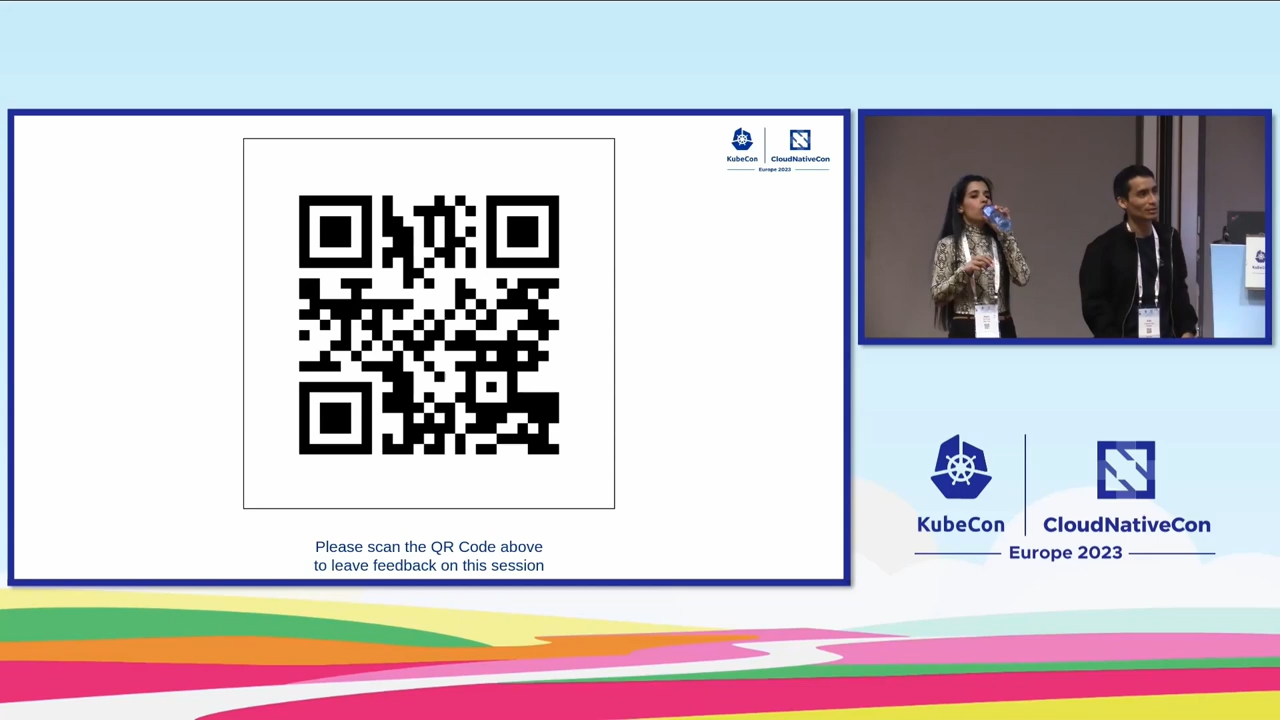 KubeCon
CloudNativeCon
Europe 2023
Please scan the QR Code above
to leave feedback on this session
KubeCon
CloudNativeCon
Europe 2023